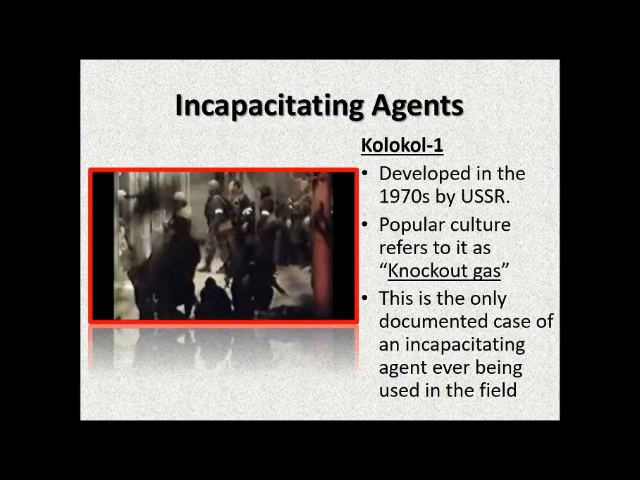 Incapacitating Agents
Kolokol-1
• Developed in the
1970s by USSR.
• Popular culture
refers to it as
“Knockout gas”
• This is the only
documented case of
an incapacitating
agent ever being
used in the field